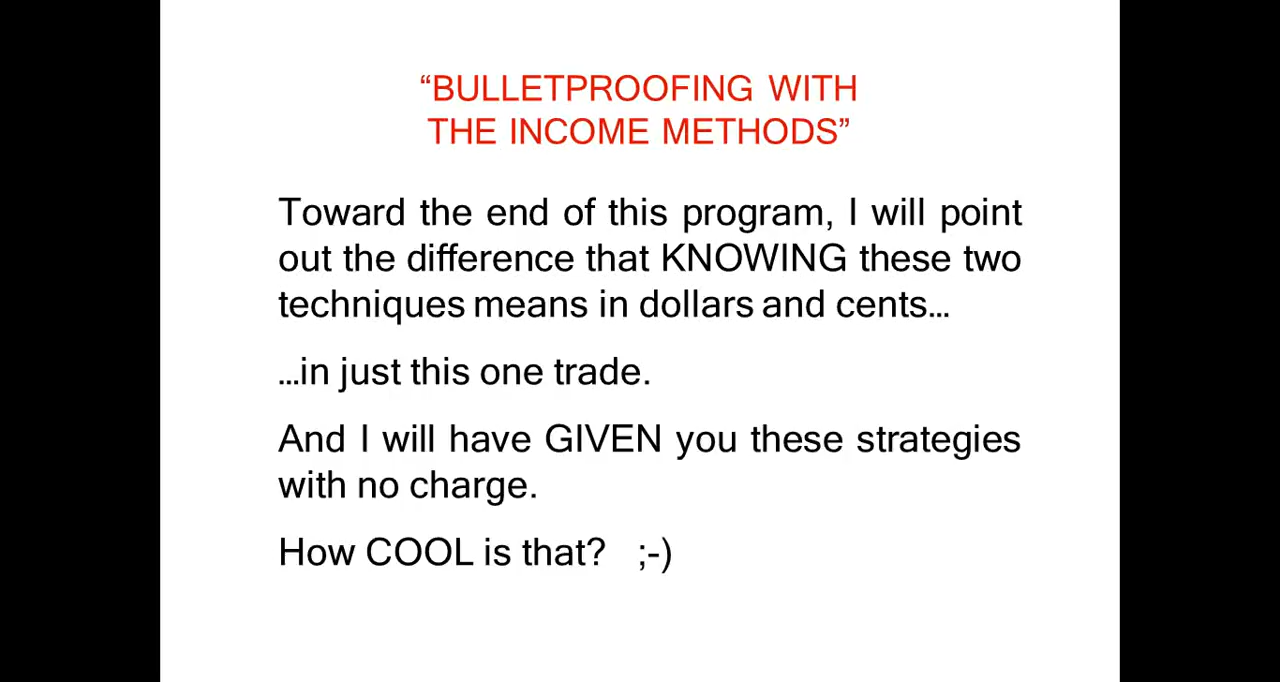 “BULLETPROOFING WITH
THE INCOME METHODS”
Toward the end of this program, I will point
out the difference that KNOWING these two
techniques means in dollars and cents…
…in just this one trade.
And I will have GIVEN you these strategies
with no charge.
How COOL is that? ;-)